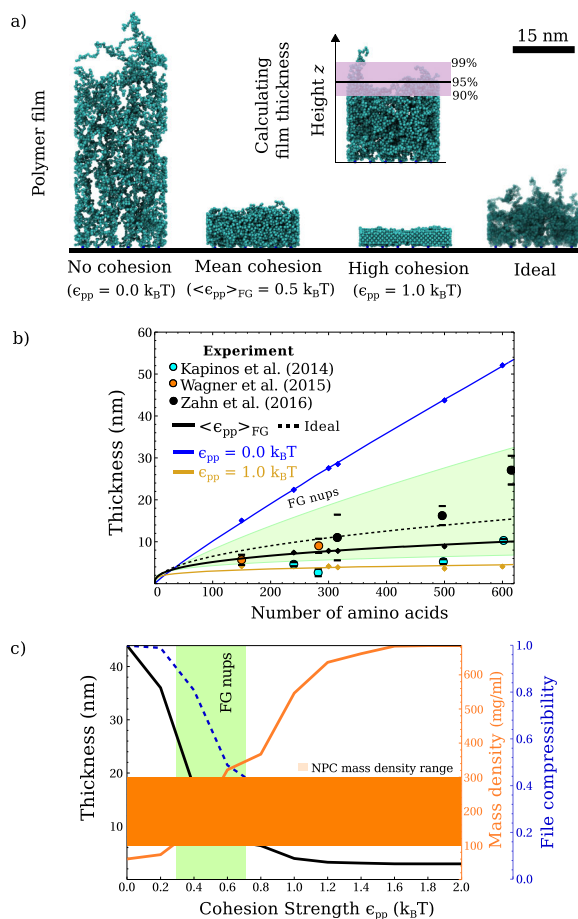 a)
15 nm
Polymer film
Calculating
film thickness
Height z
99%
95%
90%
No cohesion
(ϵpp = 0.0 kBT)
Mean cohesion
(<ϵpp>FG = 0.5 kBT)
High cohesion
(ϵpp = 1.0 kBT)
Ideal
b)
60
50
40
30
20
10
Thickness (nm)
Experiment
Kapinos et al. (2014)
Wagner et al. (2015)
Zahn et al. (2016)
<ϵpp>FG
Ideal
ϵpp = 0.0 kBT
ϵpp = 1.0 kBT
FG nups
0 100 200 300 400 500 600
Number of amino acids
c)
40
30
20
10
Thickness (nm)
FG nups
NPC mass density range
600
500
400
300
200
100
Mass density (mg/ml)
1.0
0.8
0.6
0.4
0.2
0.0
File compressibility
0.0 0.2 0.4 0.6 0.8 1.0 1.2 1.4 1.6 1.8 2.0
Cohesion Strength ϵpp (kBT)